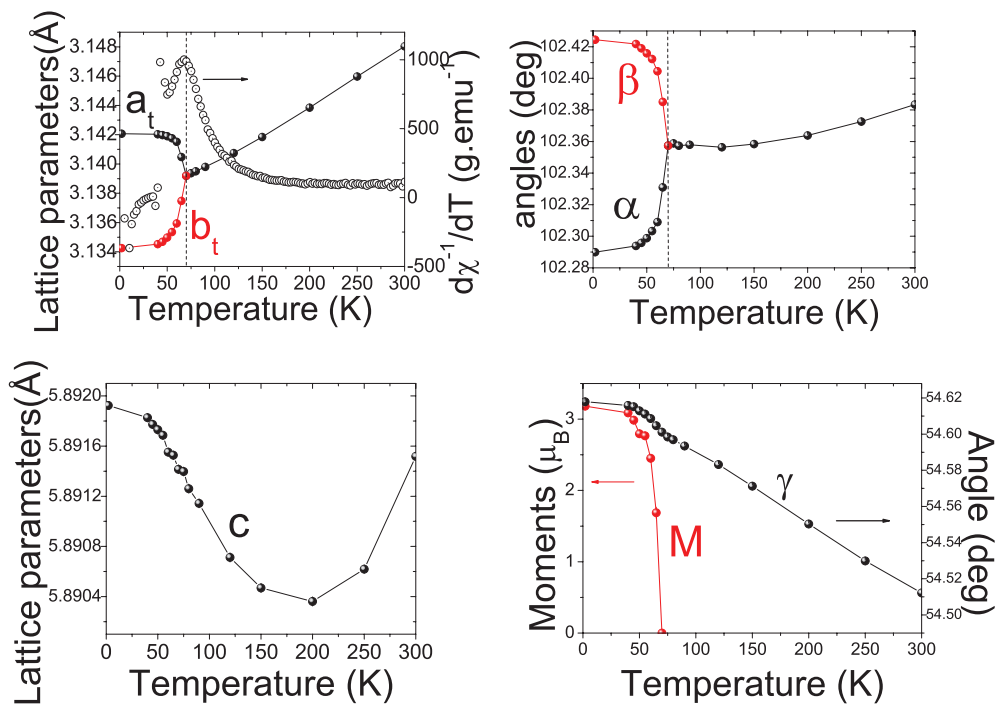 Lattice parameters(Å)
3.148
3.146
3.144
3.142
3.140
3.138
3.136
3.134
a_t
b_t
1000
500
0
-500
dχ⁻¹/dT (g.emu⁻¹)
0 50 100 150 200 250 300
Temperature (K)
angles (deg)
102.42
102.40
102.38
102.36
102.34
102.32
102.30
102.28
β
α
0 50 100 150 200 250 300
Temperature (K)
Lattice parameters(Å)
5.8920
5.8916
5.8912
5.8908
5.8904
c
0 50 100 150 200 250 300
Temperature (K)
Moments (μ_B)
3
2
1
0
M
γ
54.62
54.60
54.58
54.56
54.54
54.52
54.50
Angle (deg)
0 50 100 150 200 250 300
Temperature (K)